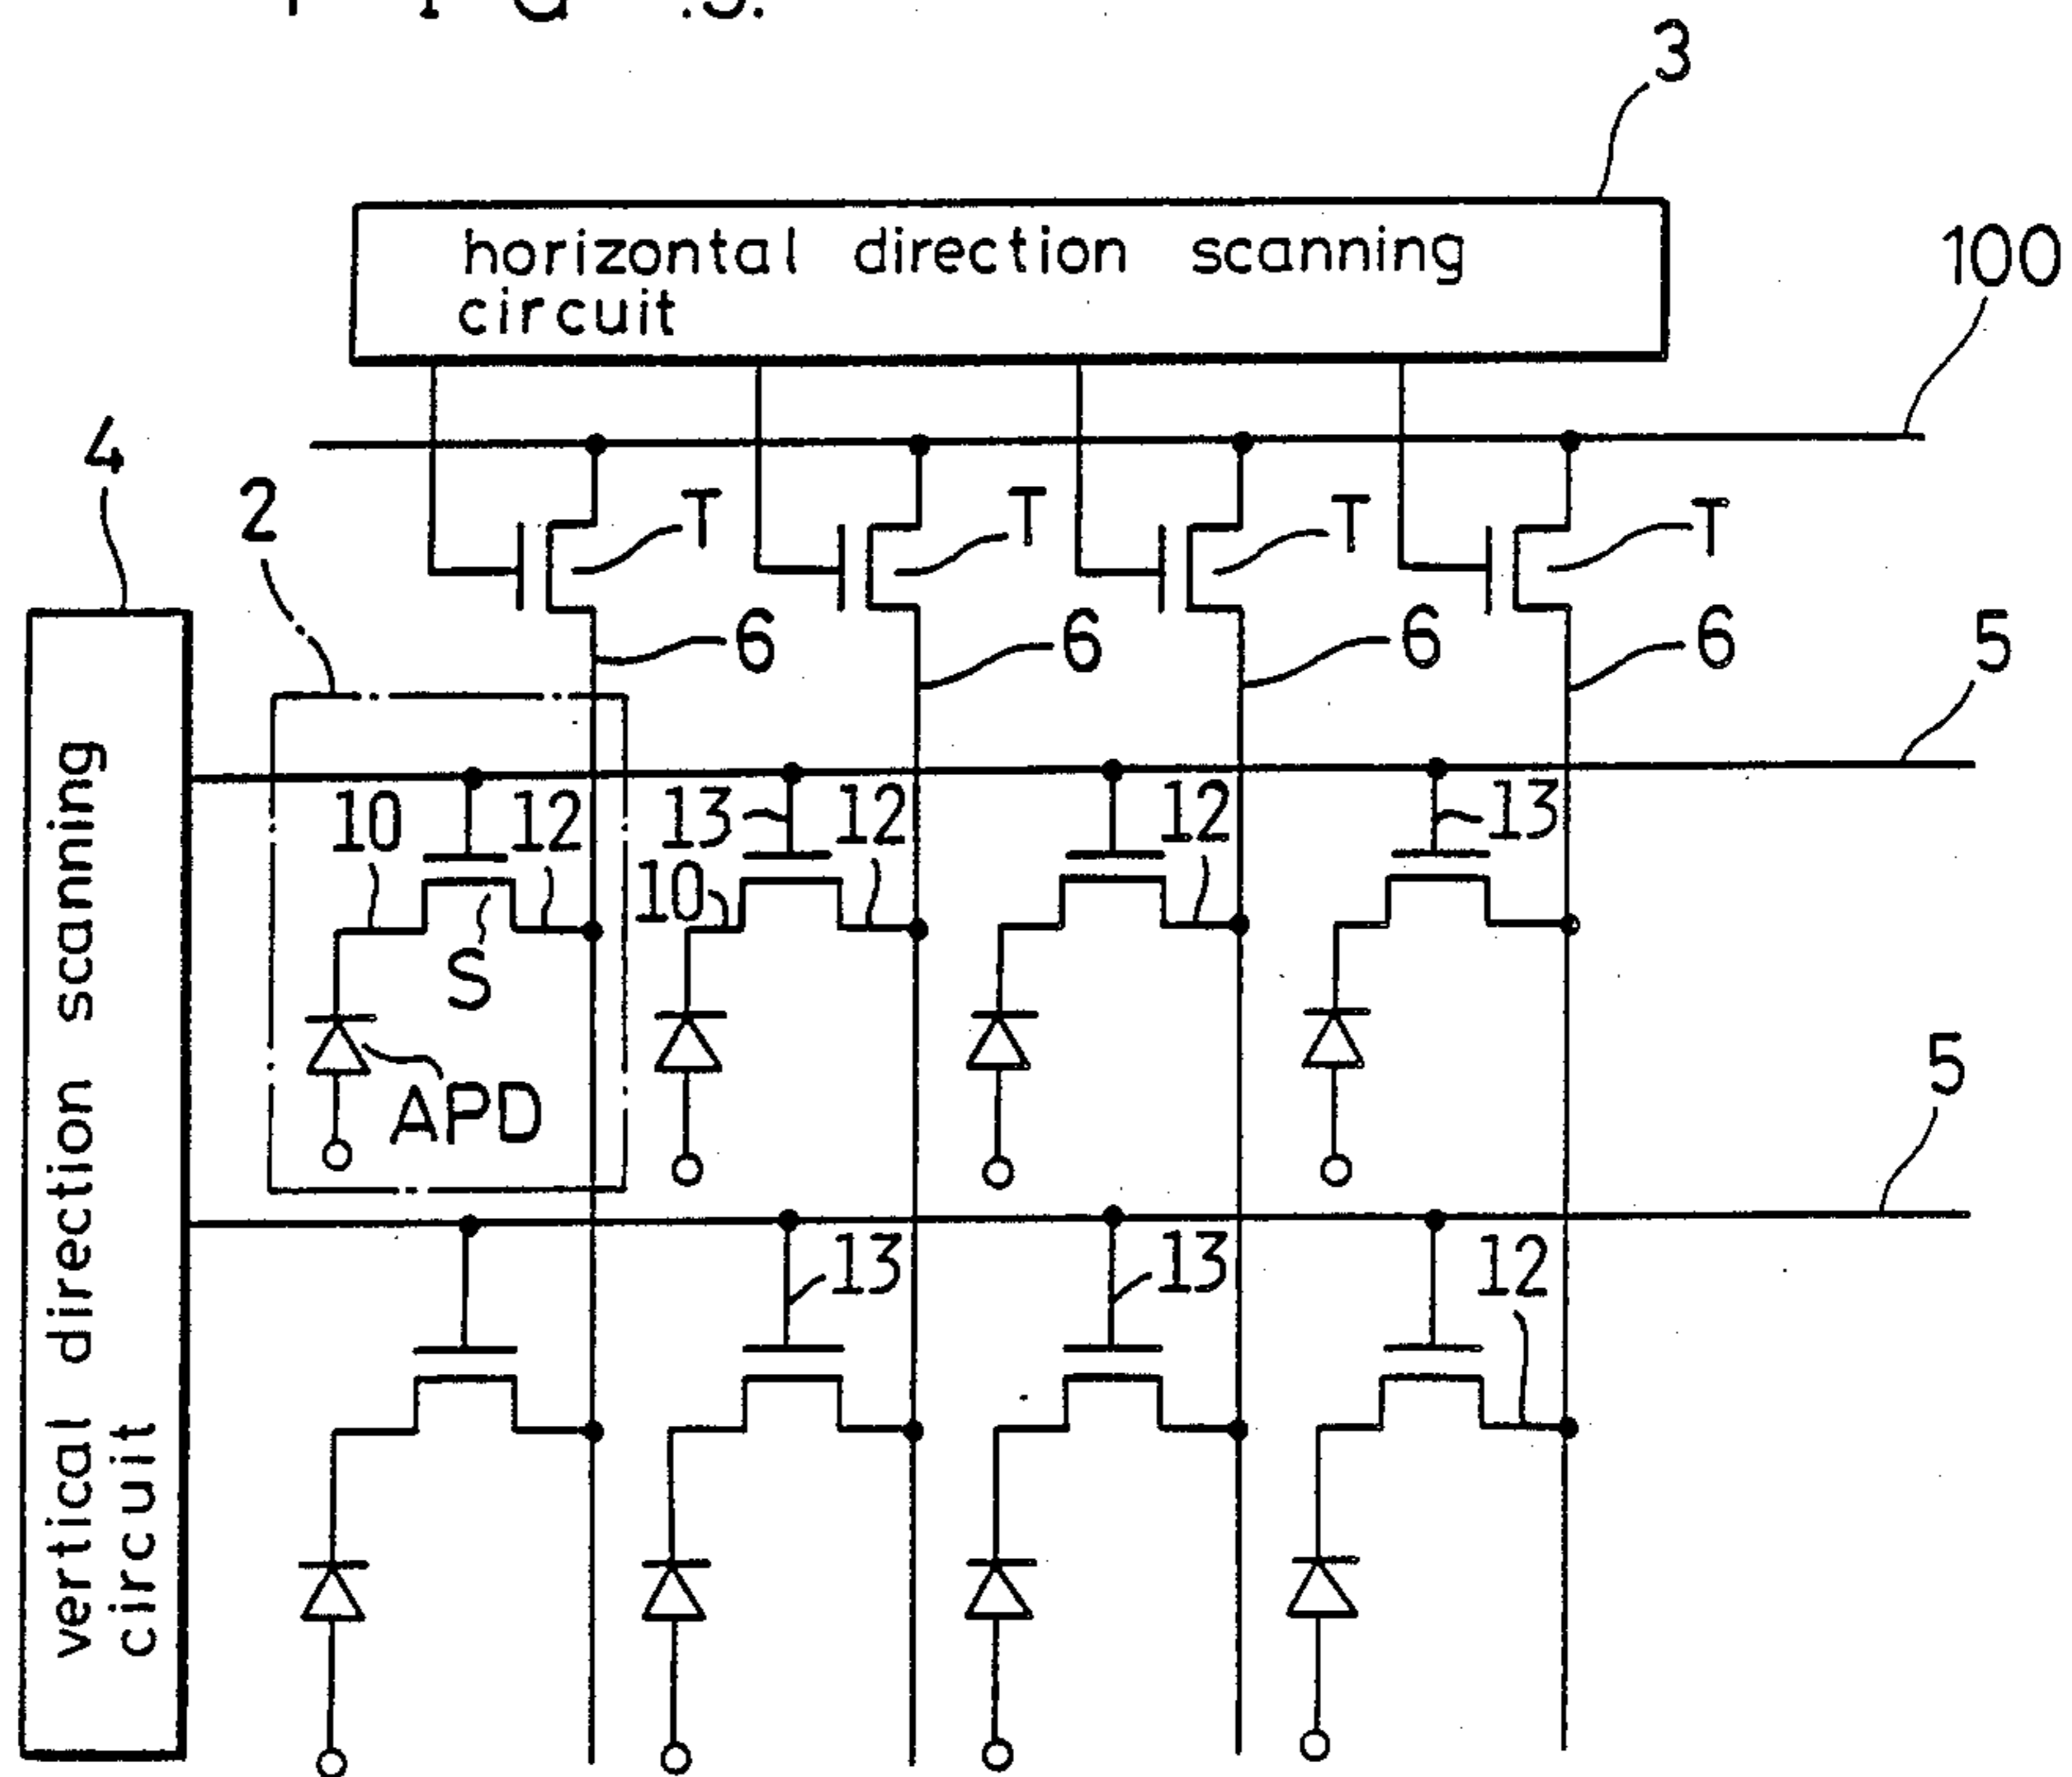 3
horizontal direction scanning
circuit
100
4
2
T T T T
6 6 6 6
5
10 12 13 12 12 13
10
S
APD
5
13 13 12
vertical direction scanning
circuit